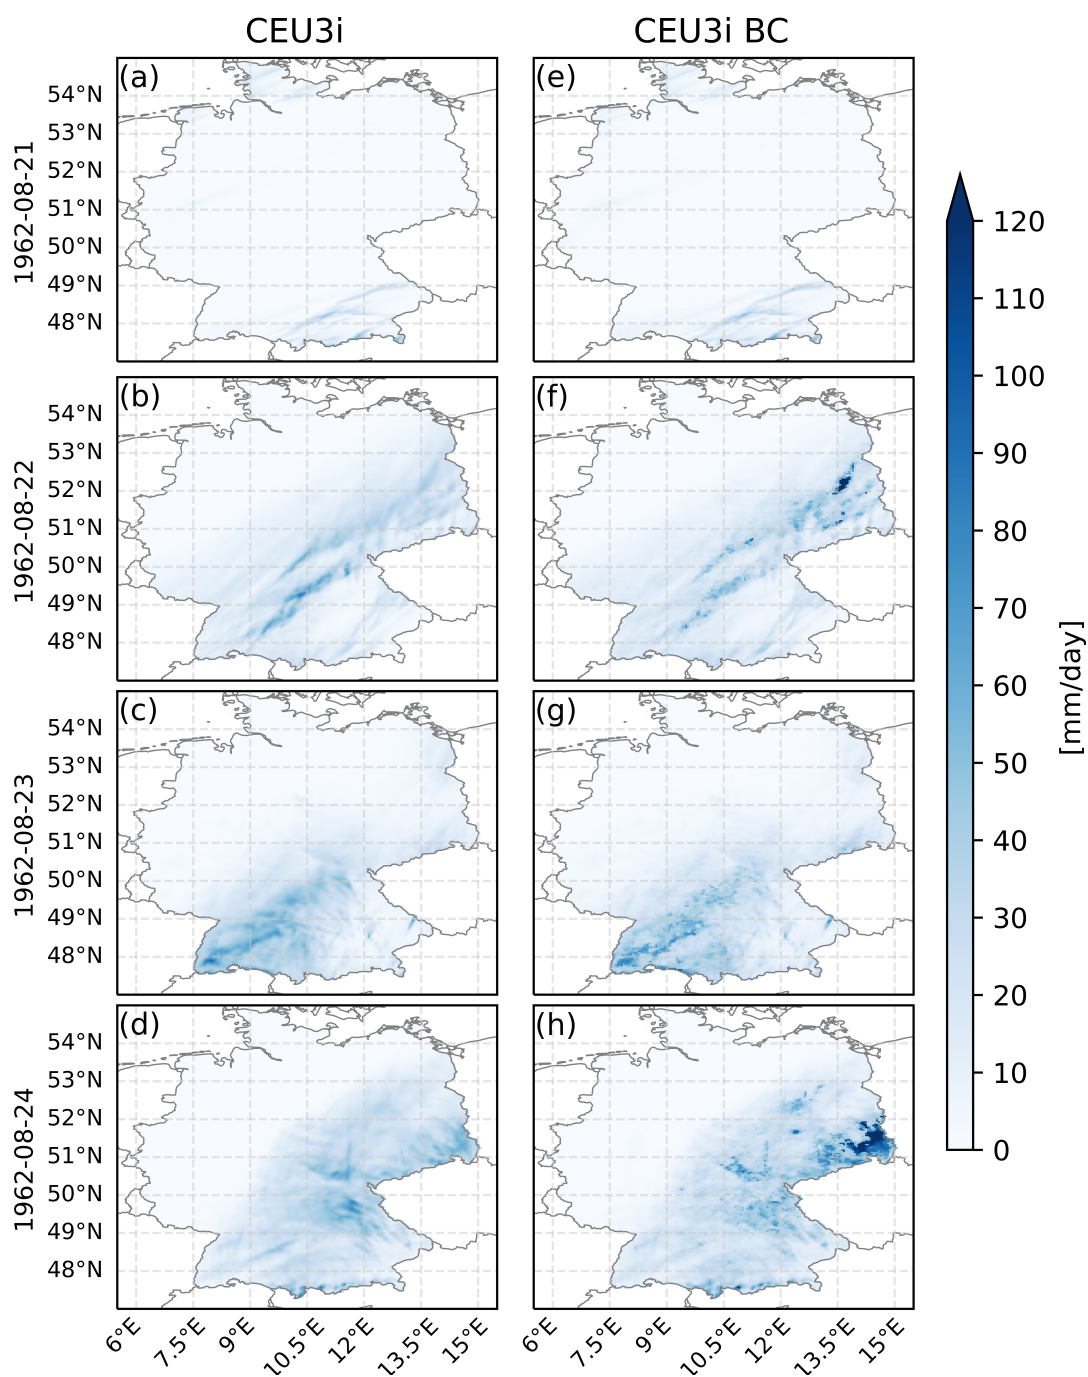 CEU3i CEU3i BC
(a) (e)
54°N
53°N
52°N
51°N
50°N
49°N
48°N
1962-08-21
(b) (f)
54°N
53°N
52°N
51°N
50°N
49°N
48°N
1962-08-22
(c) (g)
54°N
53°N
52°N
51°N
50°N
49°N
48°N
1962-08-23
(d) (h)
54°N
53°N
52°N
51°N
50°N
49°N
48°N
1962-08-24
6°E 7.5°E 9°E 10.5°E 12°E 13.5°E 15°E 6°E 7.5°E 9°E 10.5°E 12°E 13.5°E 15°E
120
110
100
90
80
70
60
50
40
30
20
10
0
[mm/day]